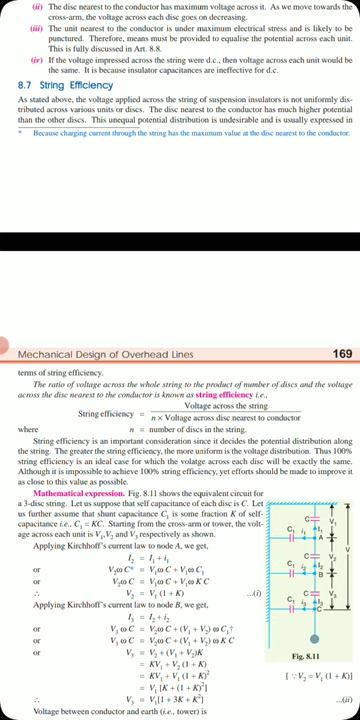 (ii) The disc nearest to the conductor has maximum voltage across it. As we move towards the
cross-arm, the voltage across each disc goes on decreasing.
(iii) The unit nearest to the conductor is under maximum electrical stress and is likely to be
punctured. Therefore, means must be provided to equalise the potential across each unit.
This is fully discussed in Art. 8.8.
(iv) If the voltage impressed across the string were d.c., then voltage across each unit would be
the same. It is because insulator capacitances are ineffective for d.c.
8.7 String Efficiency
As stated above, the voltage applied across the string of suspension insulators is not uniformly dis-
tributed across various units or discs. The disc nearest to the conductor has much higher potential
than the other discs. This unequal potential distribution is undesirable and is usually expressed in
* Because charging current through the string has the maximum value at the disc nearest to the conductor.
Mechanical Design of Overhead Lines 169
terms of string efficiency.
The ratio of voltage across the whole string to the product of number of discs and the voltage
across the disc nearest to the conductor is known as string efficiency i.e.,
String efficiency = Voltage across the string
n × Voltage across disc nearest to conductor
where n = number of discs in the string.
String efficiency is an important consideration since it decides the potential distribution along
the string. The greater the string efficiency, the more uniform is the voltage distribution. Thus 100%
string efficiency is an ideal case for which the volatge across each disc will be exactly the same.
Although it is impossible to achieve 100% string efficiency, yet efforts should be made to improve it
as close to this value as possible.
Mathematical expression. Fig. 8.11 shows the equivalent circuit for
a 3-disc string. Let us suppose that self capacitance of each disc is C. Let
us further assume that shunt capacitance C₁ is some fraction K of self-
capacitance i.e., C₁ = KC. Starting from the cross-arm or tower, the volt-
age across each unit is V₁,V₂ and V₃ respectively as shown.
Applying Kirchhoff's current law to node A, we get,
I₂ = I₁ + i₁
or V₂ω C* = V₁ω C + V₁ω C₁
or V₂ω C = V₁ω C + V₁ω K C
∴ V₂ = V₁ (1 + K) ...(i)
Applying Kirchhoff's current law to node B, we get,
I₃ = I₂ + i₂
or V₃ ω C = V₂ω C + (V₁ + V₂) ω C₁†
or V₃ ω C = V₂ω C + (V₁ + V₂) ω K C
or V₃ = V₂ + (V₁ + V₂)K
= KV₁ + V₂ (1 + K)
= KV₁ + V₁ (1 + K)² [ ∵ V₂ = V₁ (1 + K)]
= V₁ [K + (1 + K)²]
∴ V₃ = V₁[1 + 3K + K²] ...(ii)
Voltage between conductor and earth (i.e., tower) is
C V₁
C₁ i₁ I₁
A
C V₂ V
C₁ i₂ I₂
B
C V₃
C₁ i₃ I₃
C
Fig. 8.11